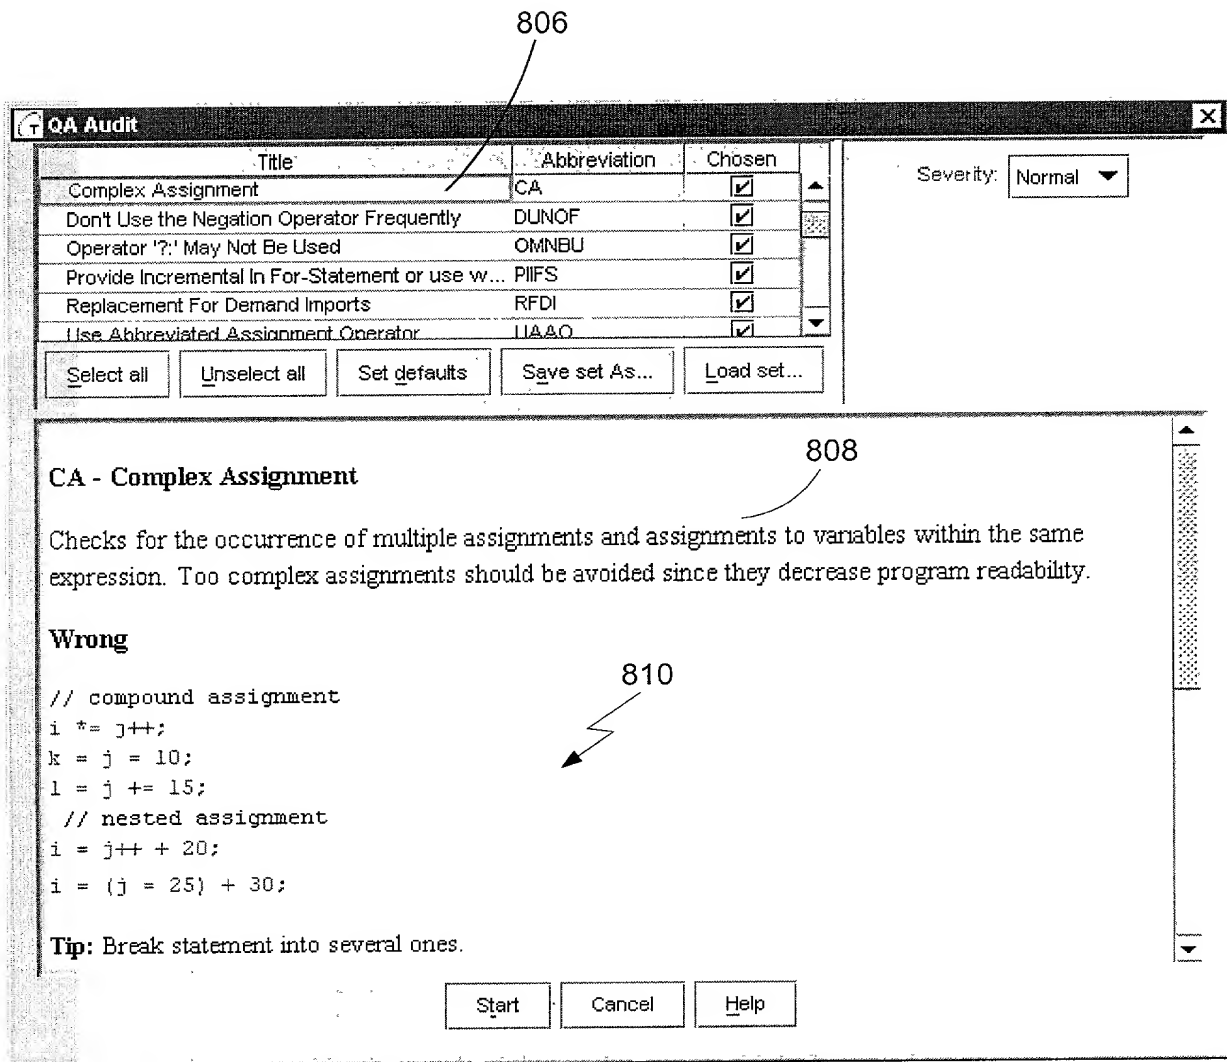 806
QA Audit
Title Abbreviation Chosen
Complex Assignment CA
Don't Use the Negation Operator Frequently DUNOF
Operator '?:' May Not Be Used OMNBU
Provide Incremental In For-Statement or use w... PIIFS
Replacement For Demand Imports RFDI
Use Abbreviated Assignment Operator UAAO
Severity: Normal
Select all Unselect all Set defaults Save set As... Load set...
808
CA - Complex Assignment
Checks for the occurrence of multiple assignments and assignments to variables within the same
expression. Too complex assignments should be avoided since they decrease program readability.
Wrong
810
// compound assignment
i *= j++;
k = j = 10;
l = j += 15;
// nested assignment
i = j++ + 20;
i = (j = 25) + 30;
Tip: Break statement into several ones.
Start Cancel Help